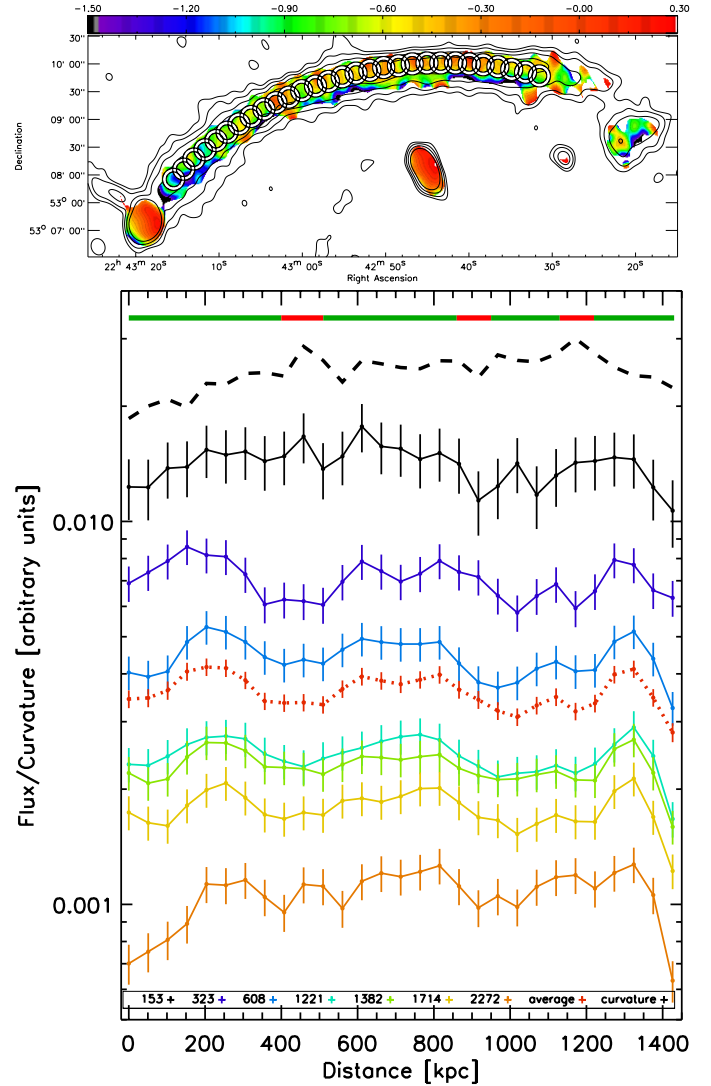 −1.50 −1.20 −0.90 −0.60 −0.30 −0.00 0.30
30"
10' 00"
30"
09' 00"
30"
08' 00"
53° 00"
53° 07' 00"
Declination
22ʰ 43ᵐ 20ˢ 10ˢ 43ᵐ 00ˢ 42ᵐ 50ˢ 40ˢ 30ˢ 20ˢ
Right Ascension
0.010
0.001
Flux/Curvature [arbitrary units]
153 323 608 1221 1382 1714 2272 average curvature
0 200 400 600 800 1000 1200 1400
Distance [kpc]